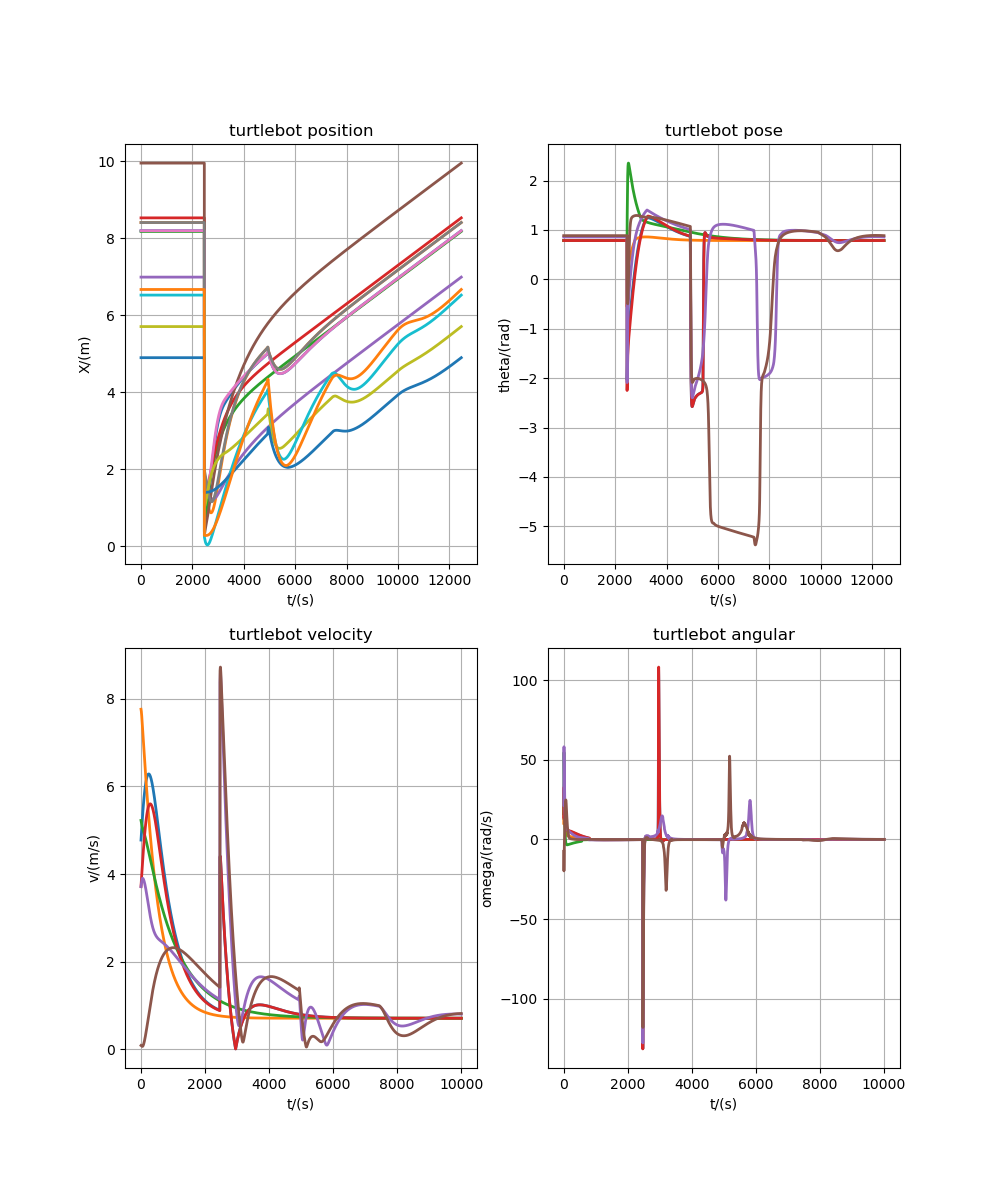 turtlebot position
X/(m)
10
8
6
4
2
0
0 2000 4000 6000 8000 10000 12000
t/(s)
turtlebot pose
theta/(rad)
2
1
0
−1
−2
−3
−4
−5
0 2000 4000 6000 8000 10000 12000
t/(s)
turtlebot velocity
v/(m/s)
8
6
4
2
0
0 2000 4000 6000 8000 10000
t/(s)
turtlebot angular
omega/(rad/s)
100
50
0
−50
−100
0 2000 4000 6000 8000 10000
t/(s)